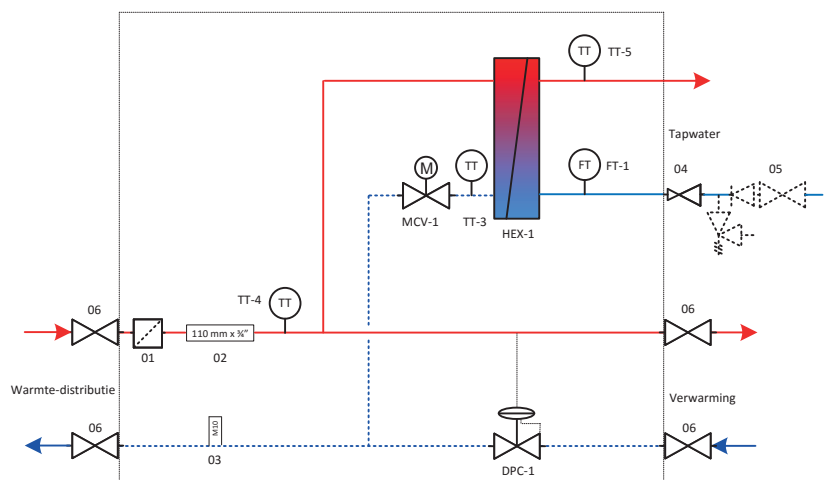 TT
TT-5
Tapwater
M
TT
FT
FT-1
04
05
MCV-1
TT-3
HEX-1
TT-4
TT
06
110 mm x ¾"
06
01
02
Warmte-distributie
Verwarming
06
M10
06
03
DPC-1